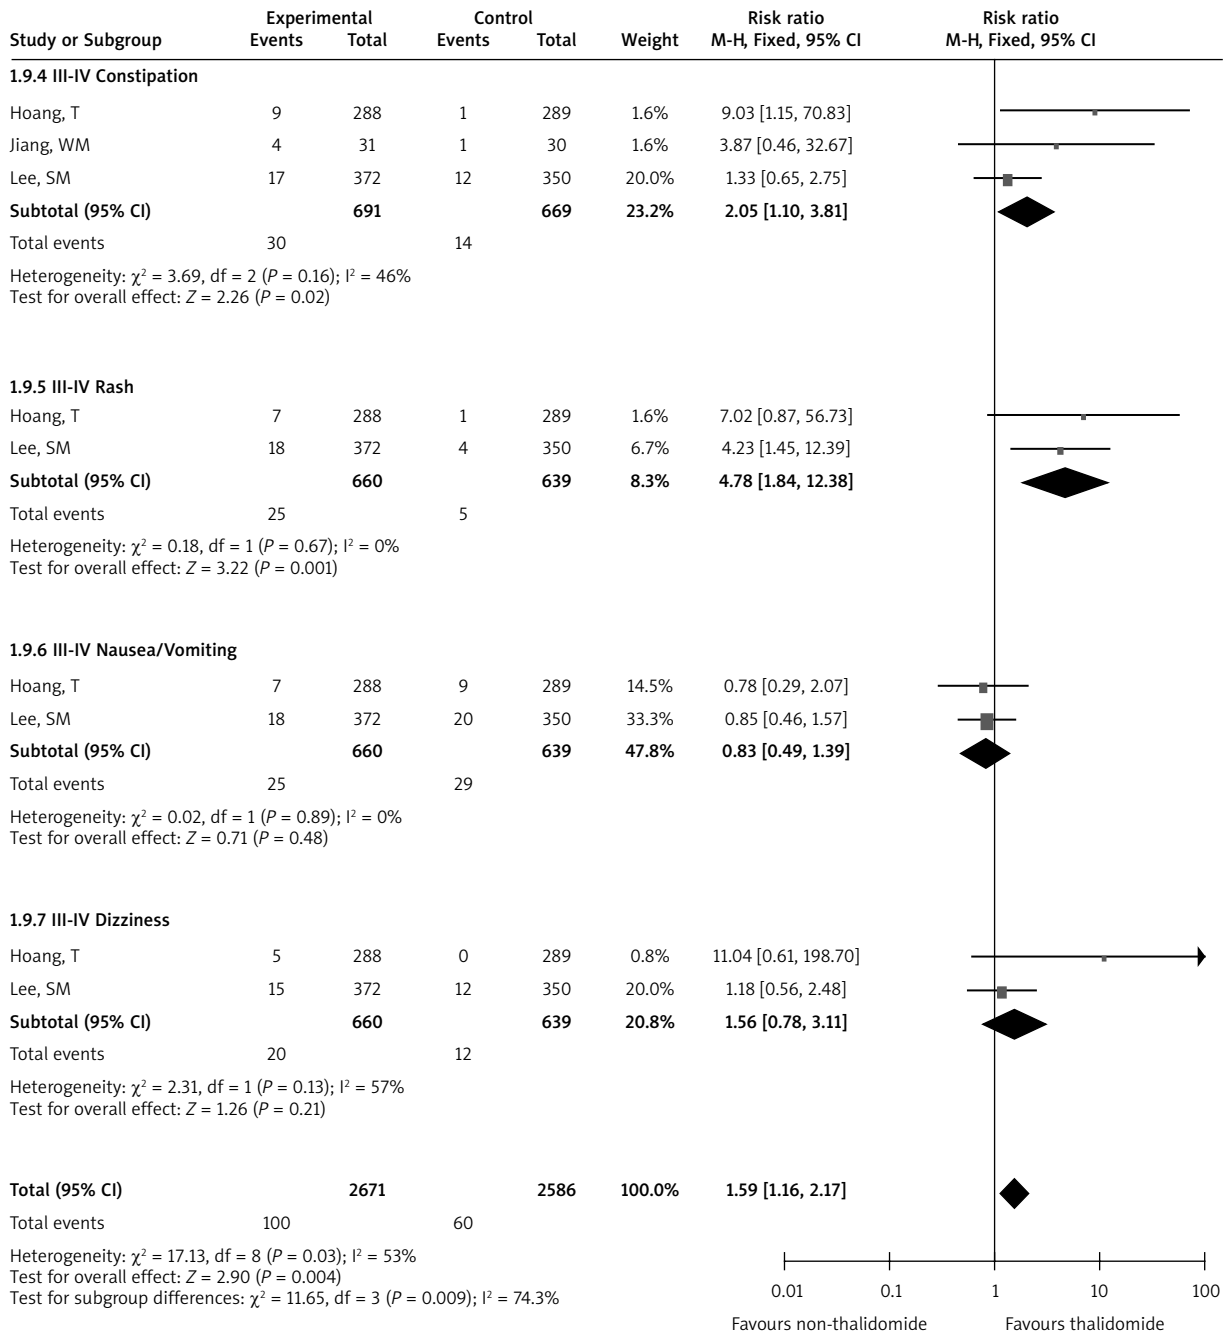 Experimental Control Risk ratio Risk ratio
Study or Subgroup Events Total Events Total Weight M-H, Fixed, 95% CI M-H, Fixed, 95% CI
1.9.4 III-IV Constipation
Hoang, T 9 288 1 289 1.6% 9.03 [1.15, 70.83]
Jiang, WM 4 31 1 30 1.6% 3.87 [0.46, 32.67]
Lee, SM 17 372 12 350 20.0% 1.33 [0.65, 2.75]
Subtotal (95% CI) 691 669 23.2% 2.05 [1.10, 3.81]
Total events 30 14
Heterogeneity: χ² = 3.69, df = 2 (P = 0.16); I² = 46%
Test for overall effect: Z = 2.26 (P = 0.02)
1.9.5 III-IV Rash
Hoang, T 7 288 1 289 1.6% 7.02 [0.87, 56.73]
Lee, SM 18 372 4 350 6.7% 4.23 [1.45, 12.39]
Subtotal (95% CI) 660 639 8.3% 4.78 [1.84, 12.38]
Total events 25 5
Heterogeneity: χ² = 0.18, df = 1 (P = 0.67); I² = 0%
Test for overall effect: Z = 3.22 (P = 0.001)
1.9.6 III-IV Nausea/Vomiting
Hoang, T 7 288 9 289 14.5% 0.78 [0.29, 2.07]
Lee, SM 18 372 20 350 33.3% 0.85 [0.46, 1.57]
Subtotal (95% CI) 660 639 47.8% 0.83 [0.49, 1.39]
Total events 25 29
Heterogeneity: χ² = 0.02, df = 1 (P = 0.89); I² = 0%
Test for overall effect: Z = 0.71 (P = 0.48)
1.9.7 III-IV Dizziness
Hoang, T 5 288 0 289 0.8% 11.04 [0.61, 198.70]
Lee, SM 15 372 12 350 20.0% 1.18 [0.56, 2.48]
Subtotal (95% CI) 660 639 20.8% 1.56 [0.78, 3.11]
Total events 20 12
Heterogeneity: χ² = 2.31, df = 1 (P = 0.13); I² = 57%
Test for overall effect: Z = 1.26 (P = 0.21)
Total (95% CI) 2671 2586 100.0% 1.59 [1.16, 2.17]
Total events 100 60
Heterogeneity: χ² = 17.13, df = 8 (P = 0.03); I² = 53%
Test for overall effect: Z = 2.90 (P = 0.004)
Test for subgroup differences: χ² = 11.65, df = 3 (P = 0.009); I² = 74.3%
0.01 0.1 1 10 100
Favours non-thalidomide Favours thalidomide